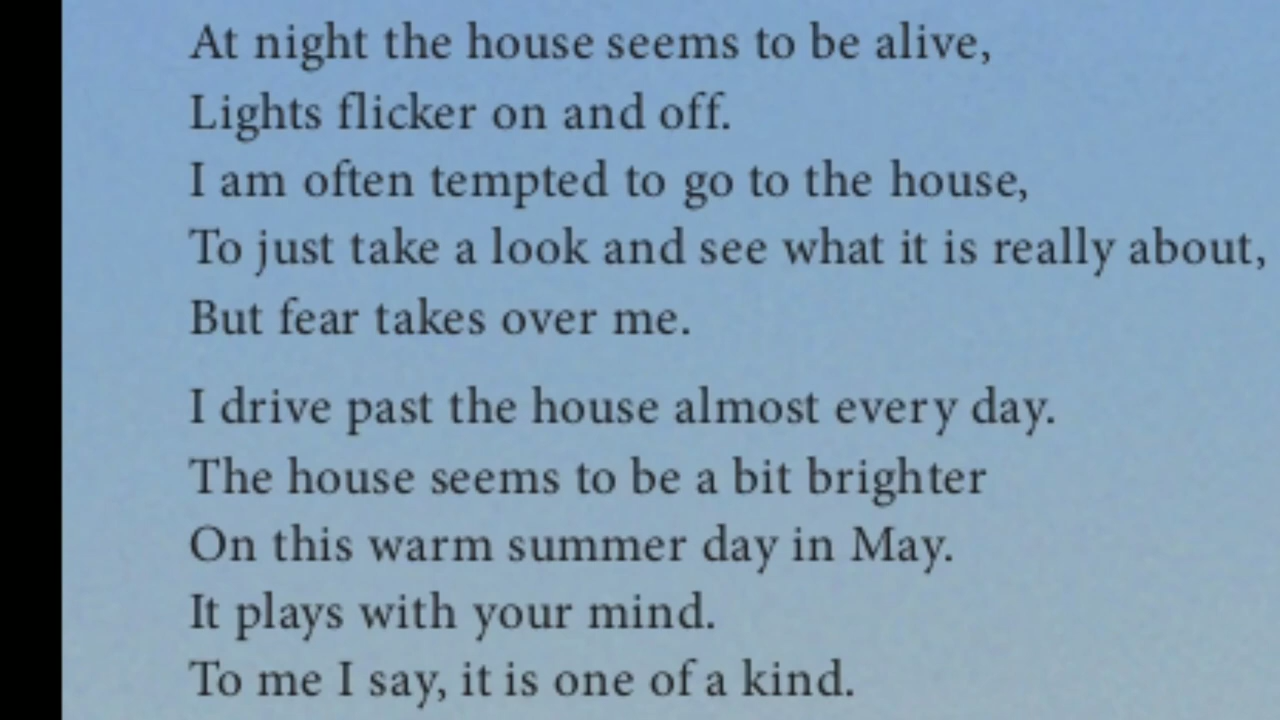 At night the house seems to be alive,
Lights flicker on and off.
I am often tempted to go to the house,
To just take a look and see what it is really about,
But fear takes over me.
I drive past the house almost every day.
The house seems to be a bit brighter
On this warm summer day in May.
It plays with your mind.
To me I say, it is one of a kind.